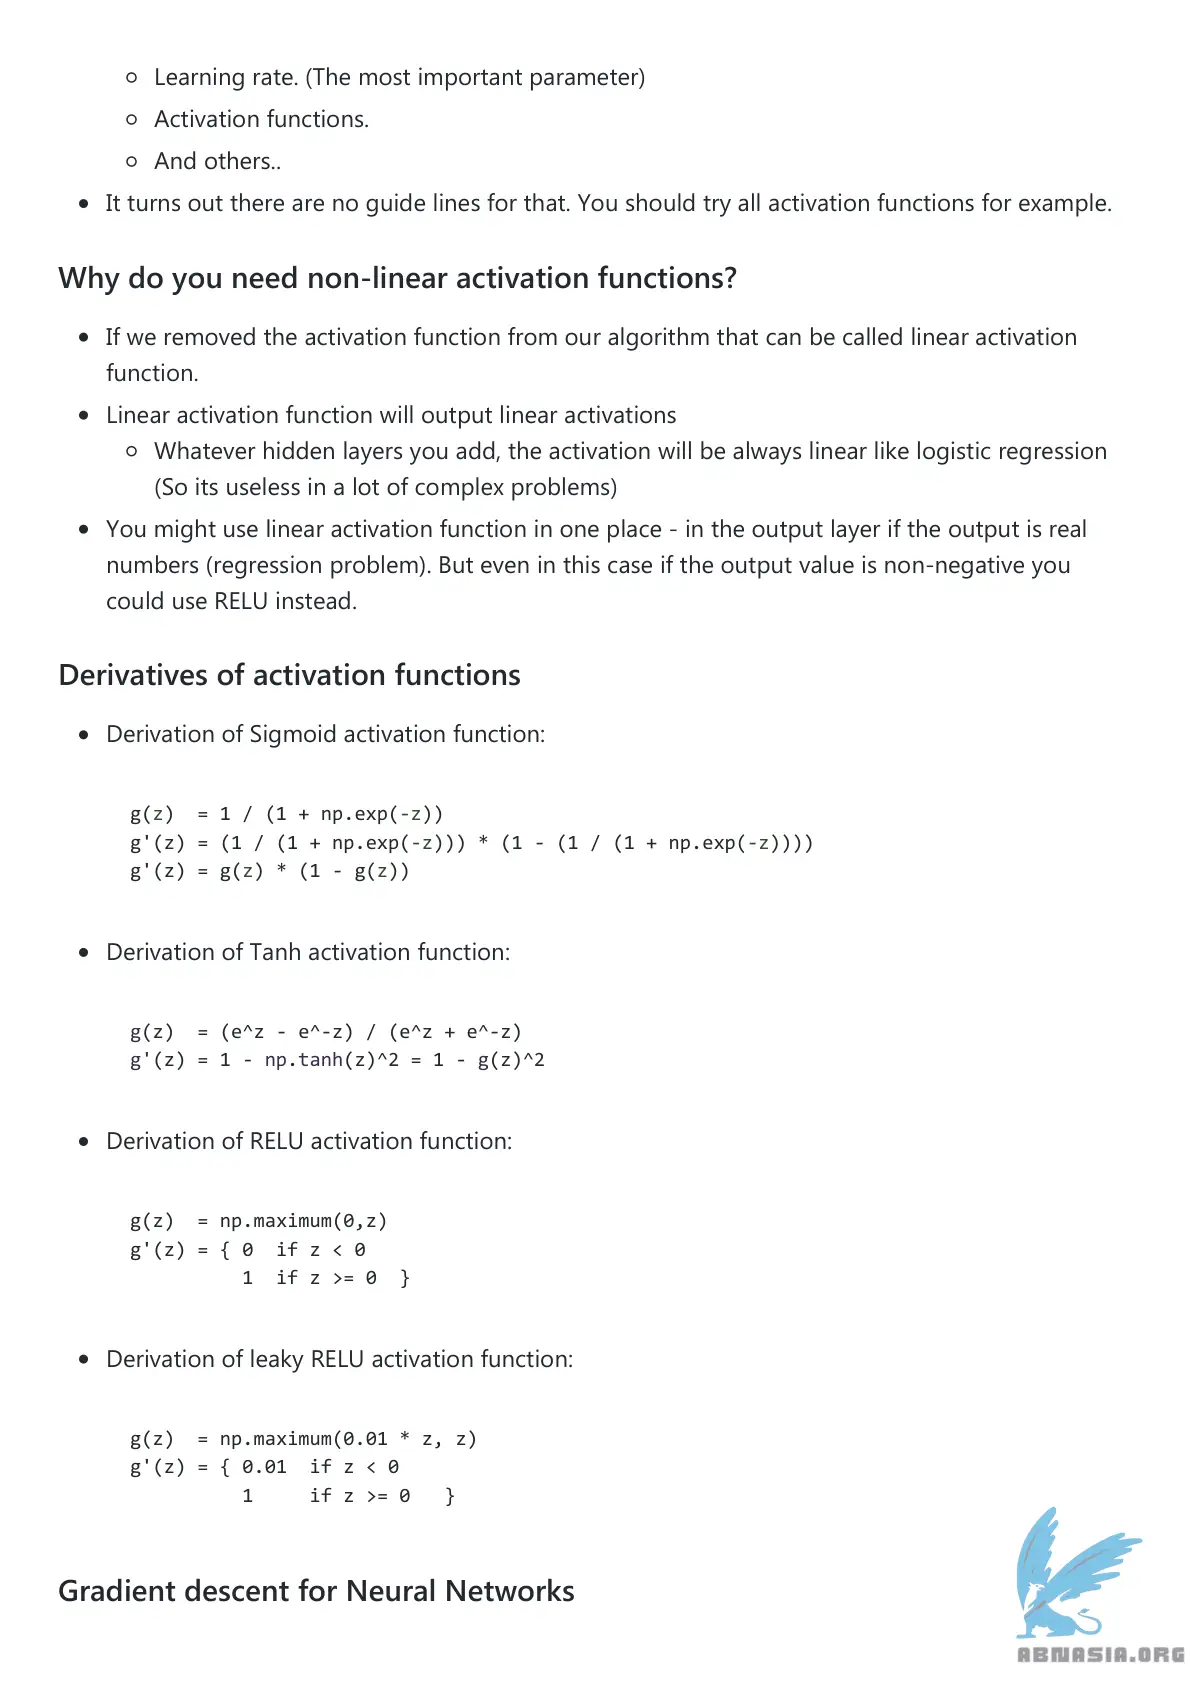 Learning rate. (The most important parameter)
Activation functions.
And others..
It turns out there are no guide lines for that. You should try all activation functions for example.
Why do you need non-linear activation functions?
If we removed the activation function from our algorithm that can be called linear activation
function.
Linear activation function will output linear activations
Whatever hidden layers you add, the activation will be always linear like logistic regression
(So its useless in a lot of complex problems)
You might use linear activation function in one place - in the output layer if the output is real
numbers (regression problem). But even in this case if the output value is non-negative you
could use RELU instead.
Derivatives of activation functions
Derivation of Sigmoid activation function:
g(z)  = 1 / (1 + np.exp(-z))
g'(z) = (1 / (1 + np.exp(-z))) * (1 - (1 / (1 + np.exp(-z))))
g'(z) = g(z) * (1 - g(z))
Derivation of Tanh activation function:
g(z)  = (e^z - e^-z) / (e^z + e^-z)
g'(z) = 1 - np.tanh(z)^2 = 1 - g(z)^2
Derivation of RELU activation function:
g(z)  = np.maximum(0,z)
g'(z) = { 0  if z < 0
          1  if z >= 0  }
Derivation of leaky RELU activation function:
g(z)  = np.maximum(0.01 * z, z)
g'(z) = { 0.01  if z < 0
          1     if z >= 0   }
Gradient descent for Neural Networks
ABNASIA.ORG